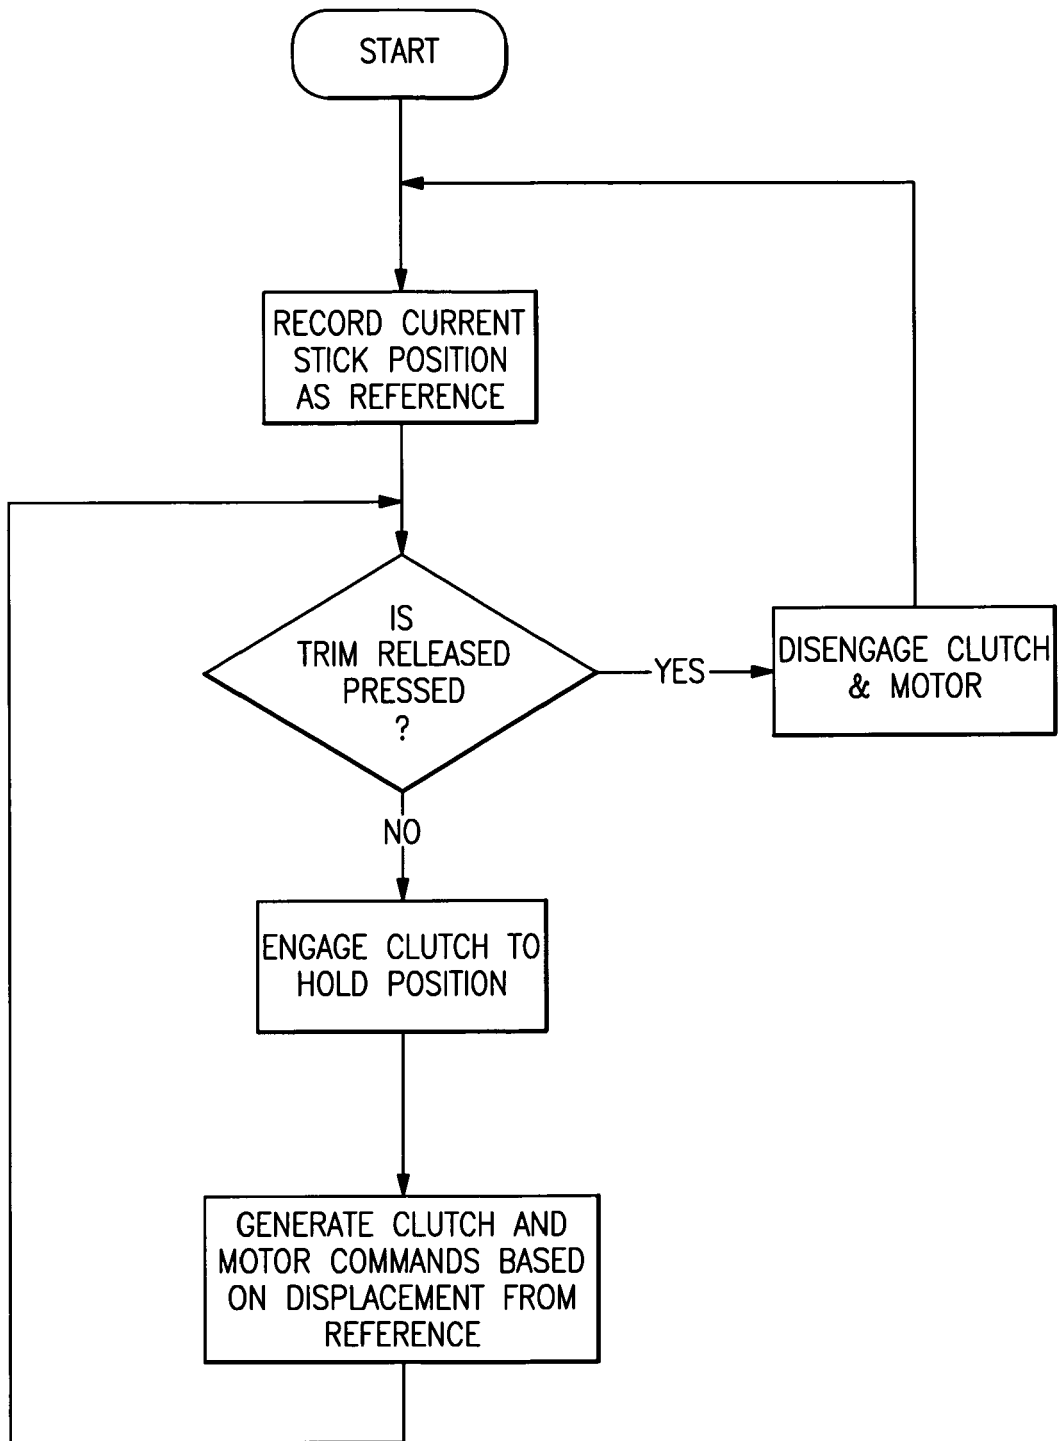 START
RECORD CURRENT
STICK POSITION
AS REFERENCE
IS
TRIM RELEASED
PRESSED
?
YES
DISENGAGE CLUTCH
& MOTOR
NO
ENGAGE CLUTCH TO
HOLD POSITION
GENERATE CLUTCH AND
MOTOR COMMANDS BASED
ON DISPLACEMENT FROM
REFERENCE